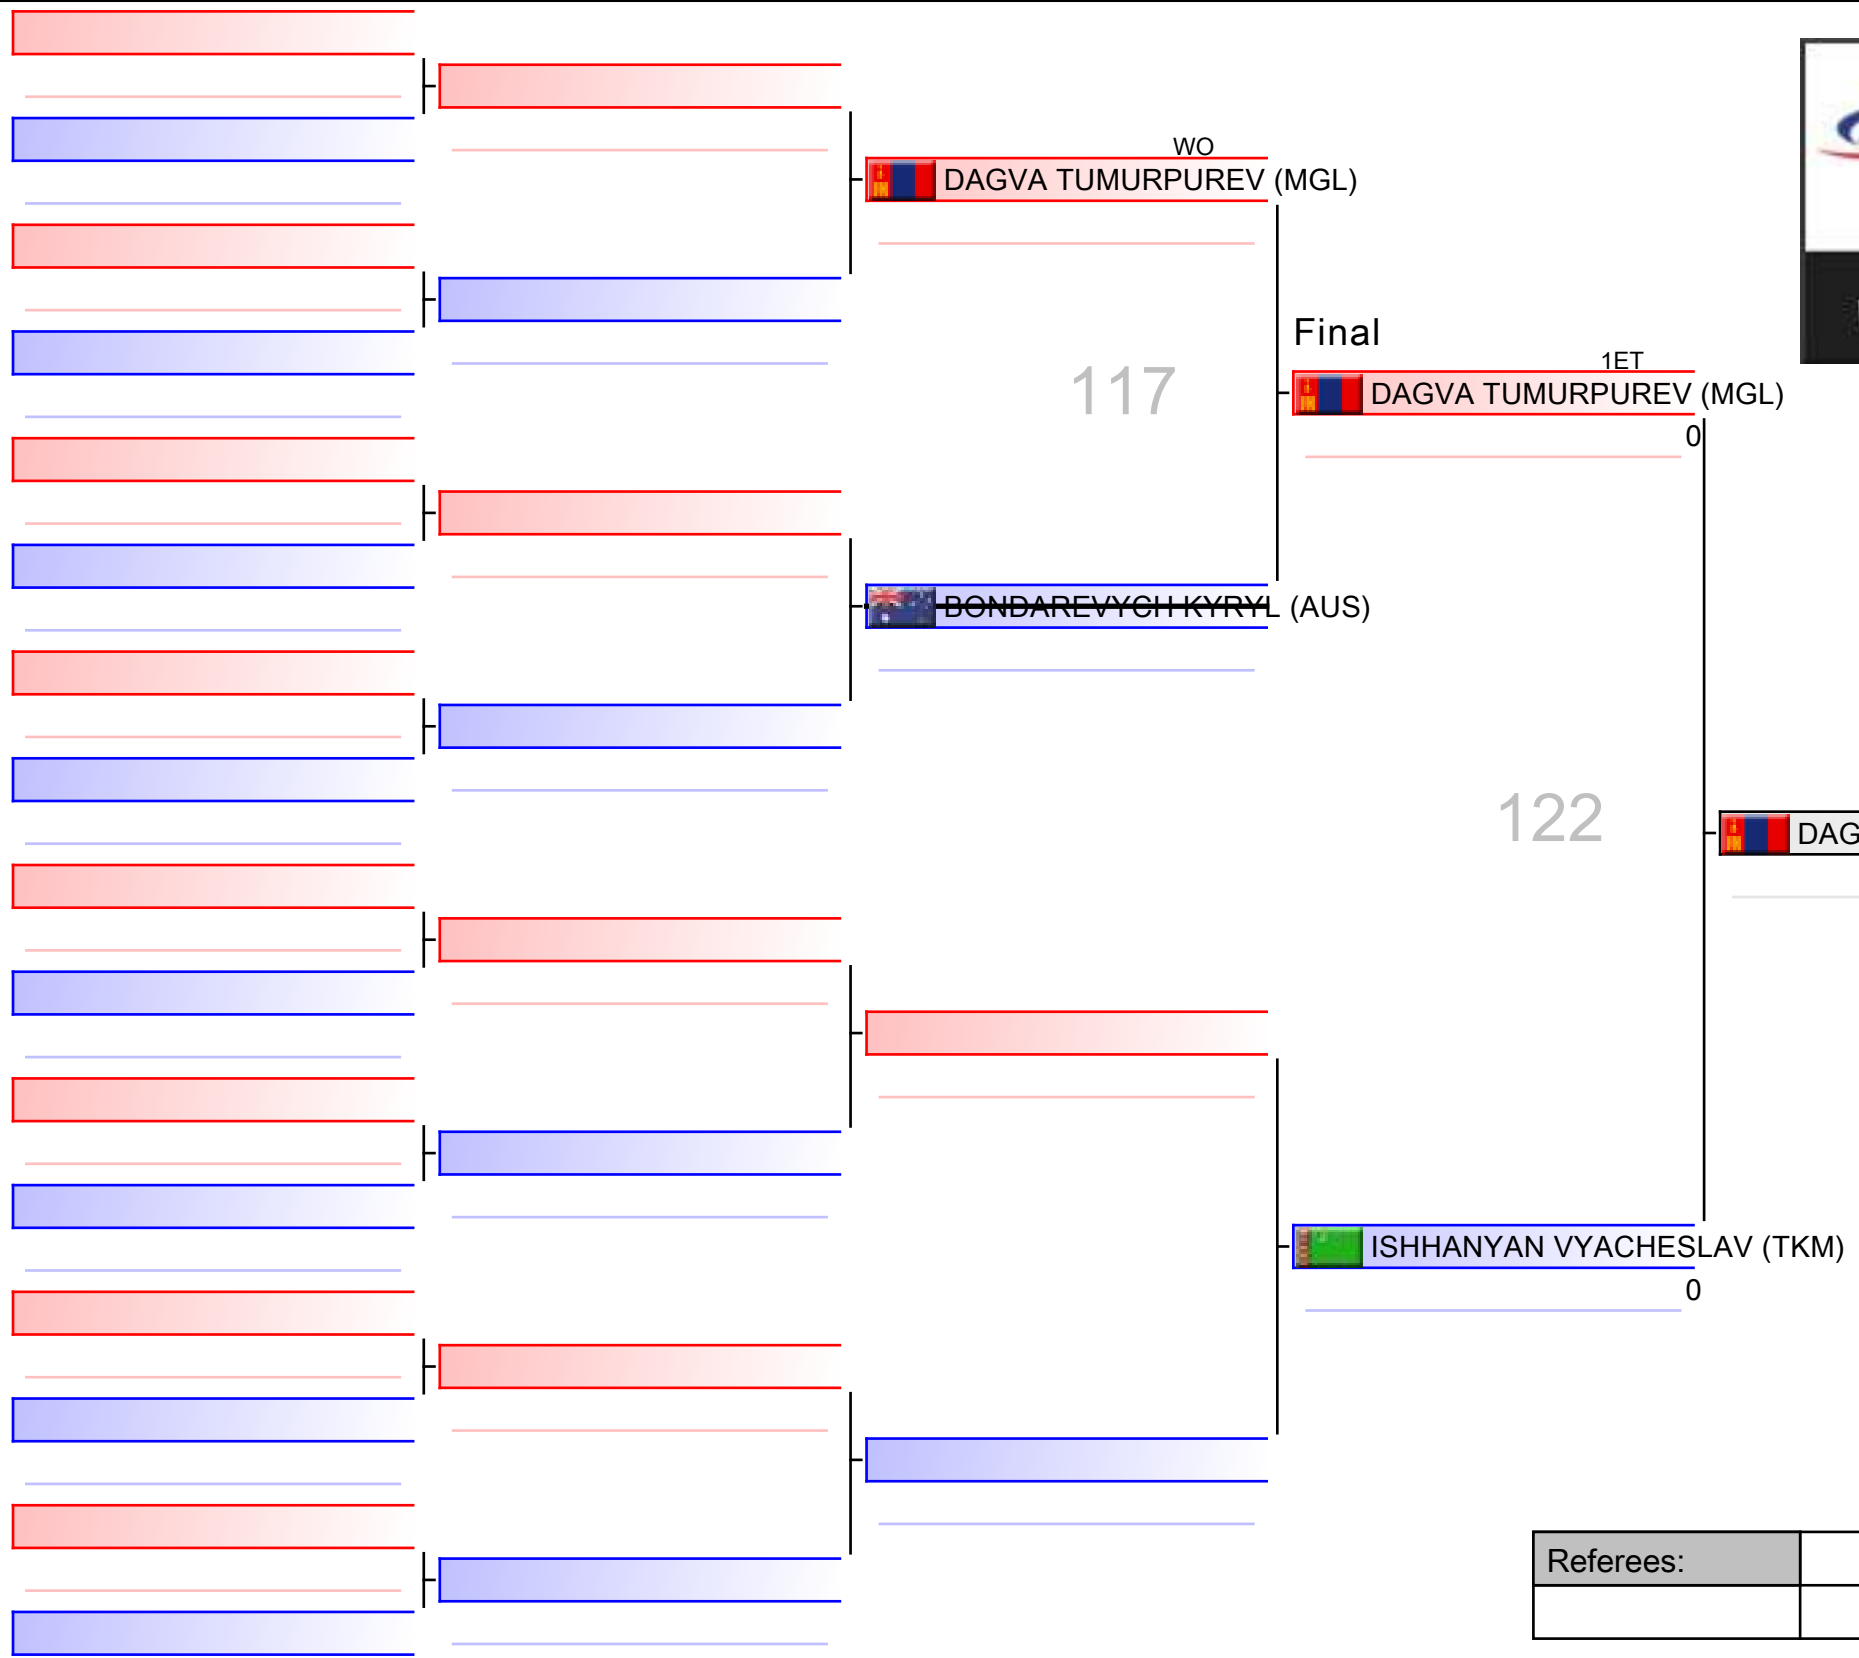 WO
DAGVA TUMURPUREV (MGL)
Final
1ET
117
DAGVA TUMURPUREV (MGL)
0
BONDAREVYCH KYRYL (AUS)
122
DAG
ISHHANYAN VYACHESLAV (TKM)
0
Referees: